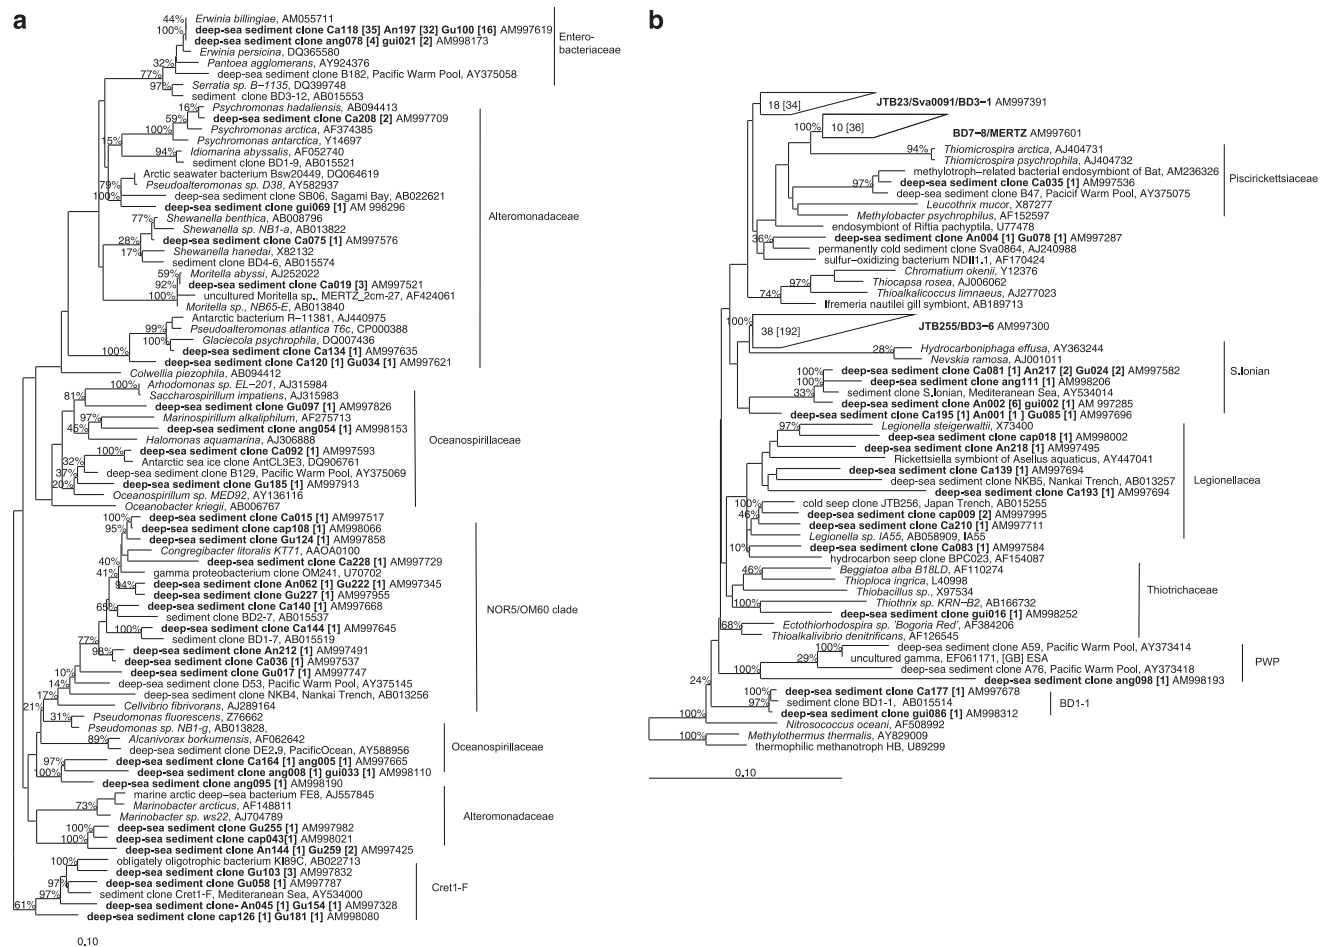 a
44%
Erwinia billingiae, AM055711
100%
deep-sea sediment clone Ca118 [35] An197 [32] Gu100 [16] AM997619
deep-sea sediment clone ang078 [4] gui021 [2] AM998173
Erwinia persicina, DQ365580
32%
Pantoea agglomerans, AY924376
77%
deep-sea sediment clone B182, Pacific Warm Pool, AY375058
97%
Serratia sp. B-1135, DQ399748
sediment clone BD3-12, AB015553
Entero-
bacteriaceae
16%
Psychromonas hadaliensis, AB094413
59%
deep-sea sediment clone Ca208 [2] AM997709
100%
Psychromonas arctica, AF374385
15%
Psychromonas antarctica, Y14697
94%
Idiomarina abyssalis, AF052740
sediment clone BD1-9, AB015521
Arctic seawater bacterium Bsw20449, DQ064619
79%
Pseudoalteromonas sp. D38, AY582937
100%
deep-sea sediment clone SB06, Sagami Bay, AB022621
deep-sea sediment clone gui069 [1] AM 998296
77%
Shewanella benthica, AB008796
Shewanella sp. NB1-a, AB013822
28%
deep-sea sediment clone Ca075 [1] AM997576
17%
Shewanella hanedai, X82132
sediment clone BD4-6, AB015574
59%
Moritella abyssi, AJ252022
92%
deep-sea sediment clone Ca019 [3] AM997521
100%
uncultured Moritella sp., MERTZ_2cm-27, AF424061
Moritella sp., NB65-E, AB013840
Antarctic bacterium R-11381, AJ440975
99%
Pseudoalteromonas atlantica T6c, CP000388
100%
Glaciecola psychrophila, DQ007436
100%
deep-sea sediment clone Ca134 [1] AM997635
deep-sea sediment clone Ca120 [1] Gu034 [1] AM997621
Colwellia piezophila, AB094412
Alteromonadaceae
100%
Arhodomonas sp. EL-201, AJ315984
81%
Saccharospirillum impatiens, AJ315983
deep-sea sediment clone Gu097 [1] AM997826
97%
Marinospirillum alkaliphilum, AF275713
45%
deep-sea sediment clone ang054 [1] AM998153
Halomonas aquamarina, AJ306888
100%
deep-sea sediment clone Ca092 [1] AM997593
32%
Antarctic sea ice clone AntCL3E3, DQ906761
37%
deep-sea sediment clone B129, Pacific Warm Pool, AY375069
20%
deep-sea sediment clone Gu185 [1] AM997913
Oceanospirillum sp. MED92, AY136116
Oceanobacter kriegii, AB006767
Oceanospirillaceae
100%
deep-sea sediment clone Ca015 [1] AM997517
95%
deep-sea sediment clone cap108 [1] AM998066
deep-sea sediment clone Gu124 [1] AM997858
Congregibacter litoralis KT71, AAOA0100
40%
deep-sea sediment clone Ca228 [1] AM997729
41%
gamma proteobacterium clone OM241, U70702
94%
deep-sea sediment clone An062 [1] Gu222 [1] AM997345
deep-sea sediment clone Gu227 [1] AM997955
65%
deep-sea sediment clone Ca140 [1] AM997668
sediment clone BD2-7, AB015537
100%
deep-sea sediment clone Ca144 [1] AM997645
77%
sediment clone BD1-7, AB015519
98%
deep-sea sediment clone An212 [1] AM997491
deep-sea sediment clone Ca036 [1] AM997537
10%
deep-sea sediment clone Gu017 [1] AM997747
14%
deep-sea sediment clone D53, Pacific Warm Pool, AY375145
17%
deep-sea sediment clone NKB4, Nankai Trench, AB013256
21%
Cellvibrio fibrivorans, AJ289164
NOR5/OM60 clade
31%
Pseudomonas fluorescens, Z76662
Pseudomonas sp. NB1-g, AB013828,
89%
Alcanivorax borkumensis, AF062642
deep-sea sediment clone DE2.9, PacificOcean, AY588956
97%
deep-sea sediment clone Ca164 [1] ang005 [1] AM997665
100%
deep-sea sediment clone ang008 [1] gui033 [1] AM998110
deep-sea sediment clone ang095 [1] AM998190
Oceanospirillaceae
marine arctic deep-sea bacterium FE8, AJ557845
73%
Marinobacter arcticus, AF148811
Marinobacter sp. ws22, AJ704789
100%
deep-sea sediment clone Gu255 [1] AM997982
100%
deep-sea sediment clone cap043[1] AM998021
deep-sea sediment clone An144 [1] Gu259 [2] AM997425
Alteromonadaceae
100%
obligately oligotrophic bacterium KI89C, AB022713
deep-sea sediment clone Gu103 [3] AM997832
97%
deep-sea sediment clone Gu058 [1] AM997787
97%
sediment clone Cret1-F, Mediteranean Sea, AY534000
61%
deep-sea sediment clone- An045 [1] Gu154 [1] AM997328
deep-sea sediment clone cap126 [1] Gu181 [1] AM998080
Cret1-F
0.10
b
18 [34]
JTB23/Sva0091/BD3-1 AM997391
100%
10 [36]
BD7-8/MERTZ AM997601
94%
Thiomicrospira arctica, AJ404731
Thiomicrospira psychrophila, AJ404732
methylotroph-related bacterial endosymbiont of Bat, AM236326
97%
deep-sea sediment clone Ca035 [1] AM997536
deep-sea sediment clone B47, Pacicif Warm Pool, AY375075
Leucothrix mucor, X87277
Methylobacter psychrophilus, AF152597
Piscirickettsiaceae
endosymbiont of Riftia pachyptila, U77478
36%
deep-sea sediment clone An004 [1] Gu078 [1] AM997287
permanently cold sediment clone Sva0864, AJ240988
sulfur-oxidizing bacterium NDII1.1, AF170424
Chromatium okenii, Y12376
97%
Thiocapsa rosea, AJ006062
74%
Thioalkalicoccus limnaeus, AJ277023
Ifremeria nautilei gill symbiont, AB189713
100%
38 [192]
JTB255/BD3-6 AM997300
28%
Hydrocarboniphaga effusa, AY363244
Nevskia ramosa, AJ001011
100%
deep-sea sediment clone Ca081 [1] An217 [2] Gu024 [2] AM997582
100%
deep-sea sediment clone ang111 [1] AM998206
33%
sediment clone S.Ionian, Mediterranean Sea, AY534014
deep-sea sediment clone An002 [6] gui002 [1] AM 997285
deep-sea sediment clone Ca195 [1] An001 [1 ] Gu085 [1] AM997696
S.Ionian
97%
Legionella steigerwaltii, X73400
deep-sea sediment clone cap018 [1] AM998002
deep-sea sediment clone An218 [1] AM997495
Rickettsiella symbiont of Asellus aquaticus, AY447041
deep-sea sediment clone Ca139 [1] AM997694
deep-sea sediment clone NKB5, Nankai Trench, AB013257
deep-sea sediment clone Ca193 [1] AM997694
100%
cold seep clone JTB256, Japan Trench, AB015255
46%
deep-sea sediment clone cap009 [2] AM997995
deep-sea sediment clone Ca210 [1] AM997711
Legionella sp. IA55, AB058909, IA55
10%
deep-sea sediment clone Ca083 [1] AM997584
hydrocarbon seep clone BPC023, AF154087
Legionellacea
46%
Beggiatoa alba B18LD, AF110274
Thioploca ingrica, L40998
Thiobacillus sp., X97534
100%
Thiothrix sp. KRN-B2, AB166732
deep-sea sediment clone gui016 [1] AM998252
68%
Ectothiorhodospira sp. 'Bogoria Red', AF384206
Thioalkalivibrio denitrificans, AF126545
Thiotrichaceae
100%
deep-sea sediment clone A59, Pacific Warm Pool, AY373414
29%
uncultured gamma, EF061171, [GB] ESA
100%
deep-sea sediment clone A76, Pacific Warm Pool, AY373418
deep-sea sediment clone ang098 [1] AM998193
PWP
24%
100%
deep-sea sediment clone Ca177 [1] AM997678
97%
sediment clone BD1-1, AB015514
deep-sea sediment clone gui086 [1] AM998312
BD1-1
100%
Nitrosococcus oceani, AF508992
100%
Methylothermus thermalis, AY829009
thermophilic methanotroph HB, U89299
0.10